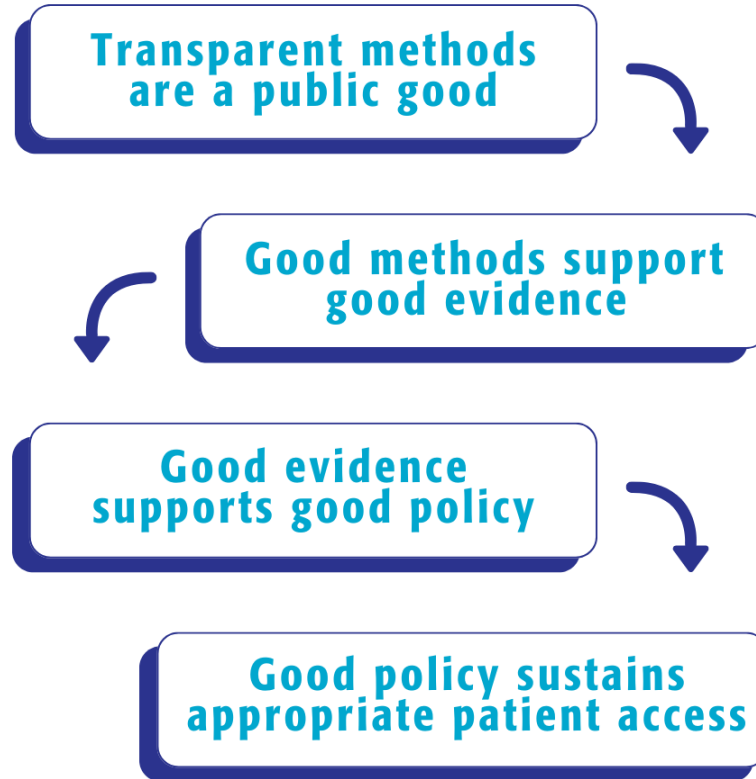 Transparent methods
are a public good
Good methods support
good evidence
Good evidence
supports good policy
Good policy sustains
appropriate patient access